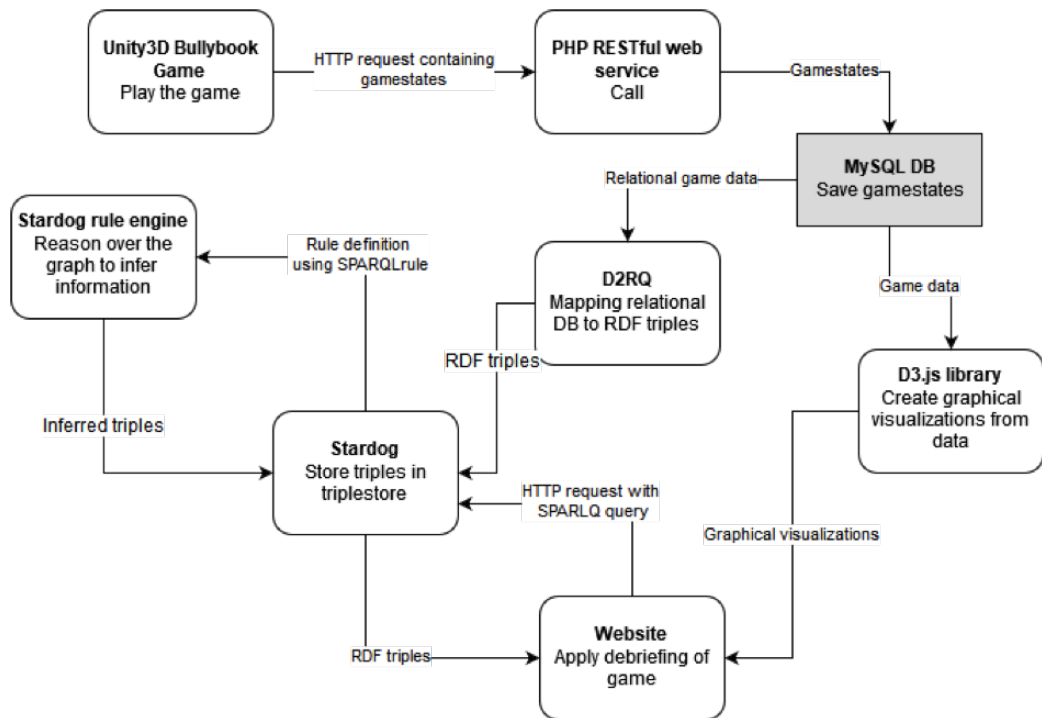 Unity3D Bullybook
Game
Play the game
HTTP request containing
gamestates
PHP RESTful web
service
Call
Gamestates
MySQL DB
Save gamestates
Relational game data
Stardog rule engine
Reason over the
graph to infer
information
Rule definition
using SPARQLrule
D2RQ
Mapping relational
DB to RDF triples
Game data
RDF triples
D3.js library
Create graphical
visualizations from
data
Inferred triples
Stardog
Store triples in
triplestore
HTTP request with
SPARLQ query
Graphical visualizations
Website
Apply debriefing of
game
RDF triples